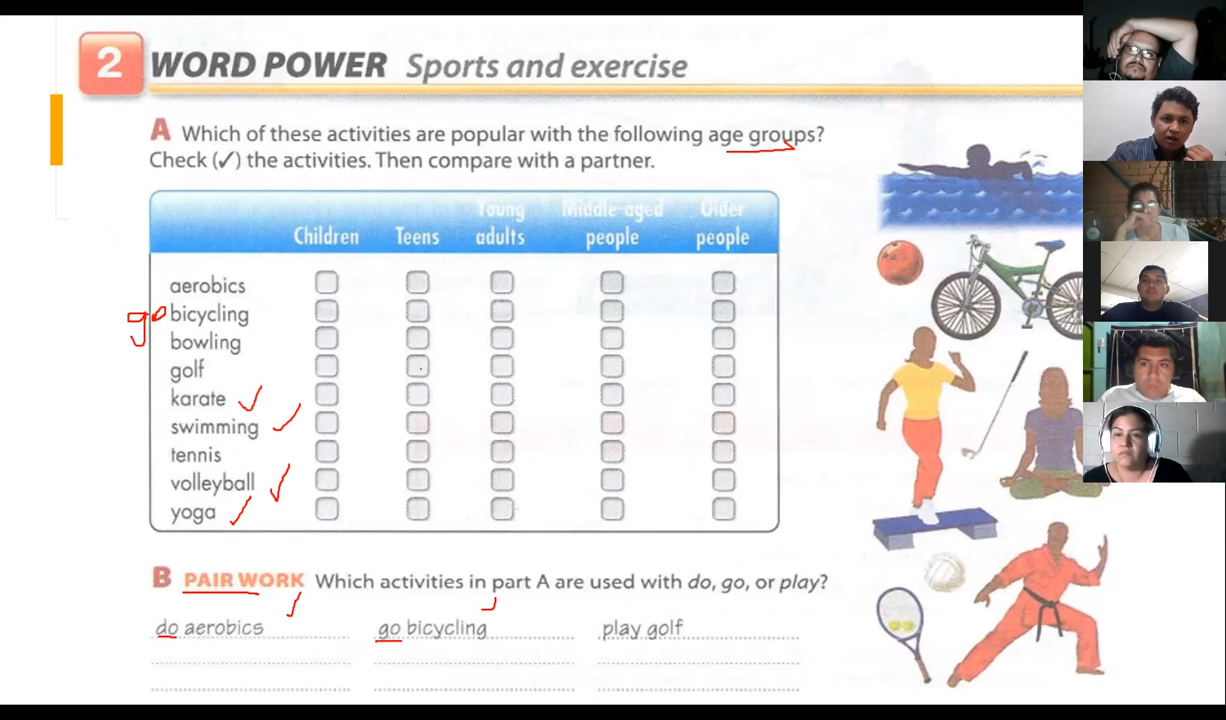 2 WORD POWER Sports and exercise
A Which of these activities are popular with the following age groups?
Check (✓) the activities. Then compare with a partner.
Children Teens Young adults Middle-aged people Older people
aerobics
go bicycling
bowling
golf
karate ✓
swimming ✓
tennis
volleyball ✓
yoga ✓
B PAIR WORK Which activities in part A are used with do, go, or play?
do aerobics go bicycling play golf